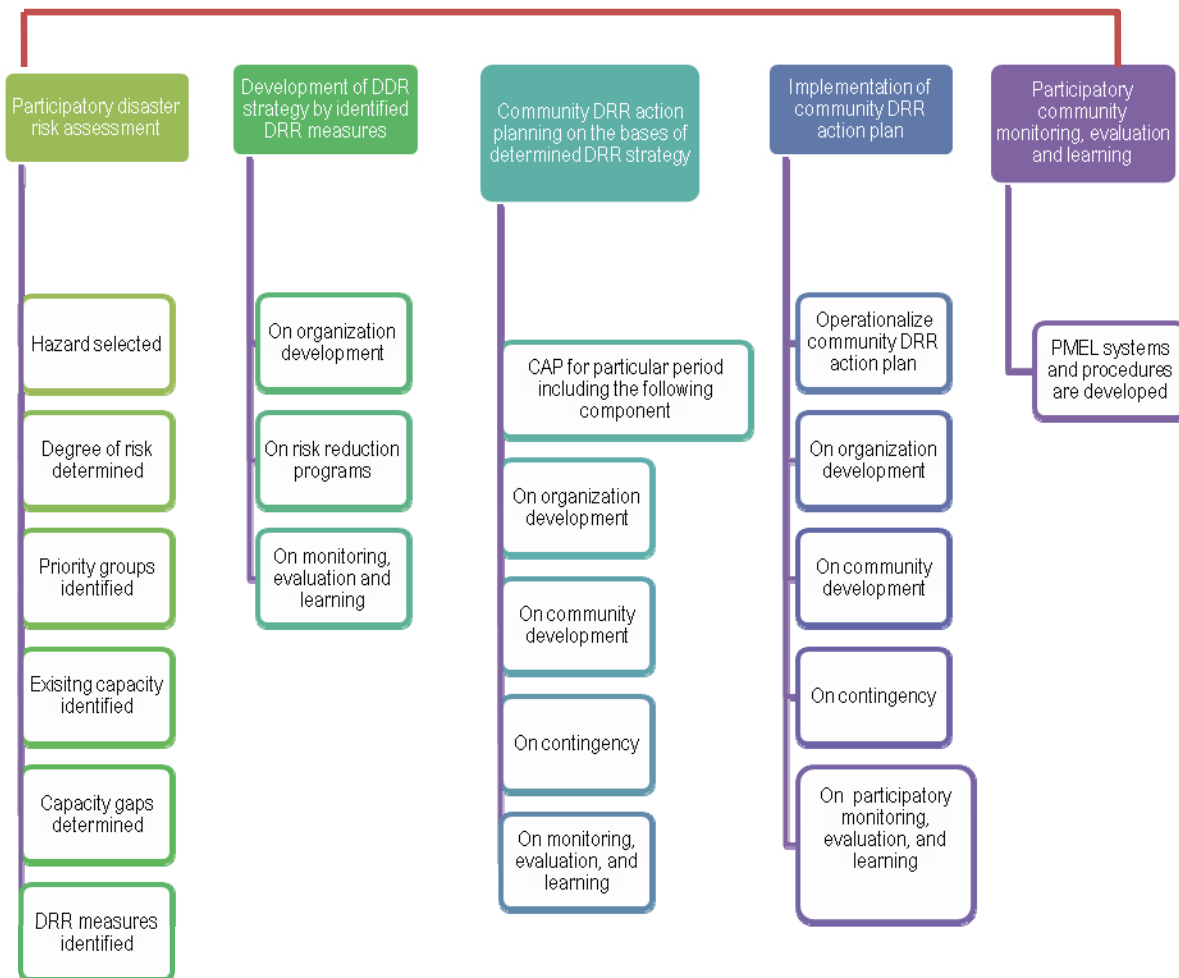 Participatory disaster
risk assessment
Hazard selected
Degree of risk
determined
Priority groups
identified
Exisitng capacity
identified
Capacity gaps
determined
DRR measures
identified
Development of DDR
strategy by identified
DRR measures
On organization
development
On risk reduction
programs
On monitoring,
evaluation and
learning
Community DRR action
planning on the bases of
determined DRR strategy
CAP for particular period
including the following
component
On organization
development
On community
development
On contingency
On monitoring,
evaluation, and
learning
Implementation of
community DRR
action plan
Operationalize
community DRR
action plan
On organization
development
On community
development
On contingency
On participatory
monitoring,
evaluation, and
learning
Participatory
community
monitoring, evaluation
and learning
PMEL systems
and procedures
are developed